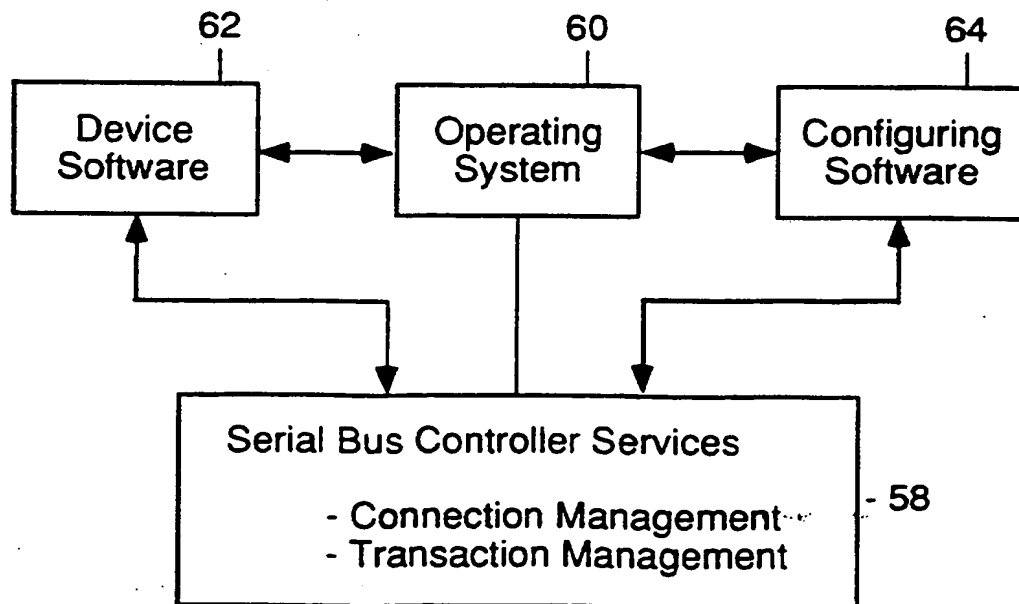 62
60
64
Device
Software
Operating
System
Configuring
Software
Serial Bus Controller Services
- Connection Management
- Transaction Management
58